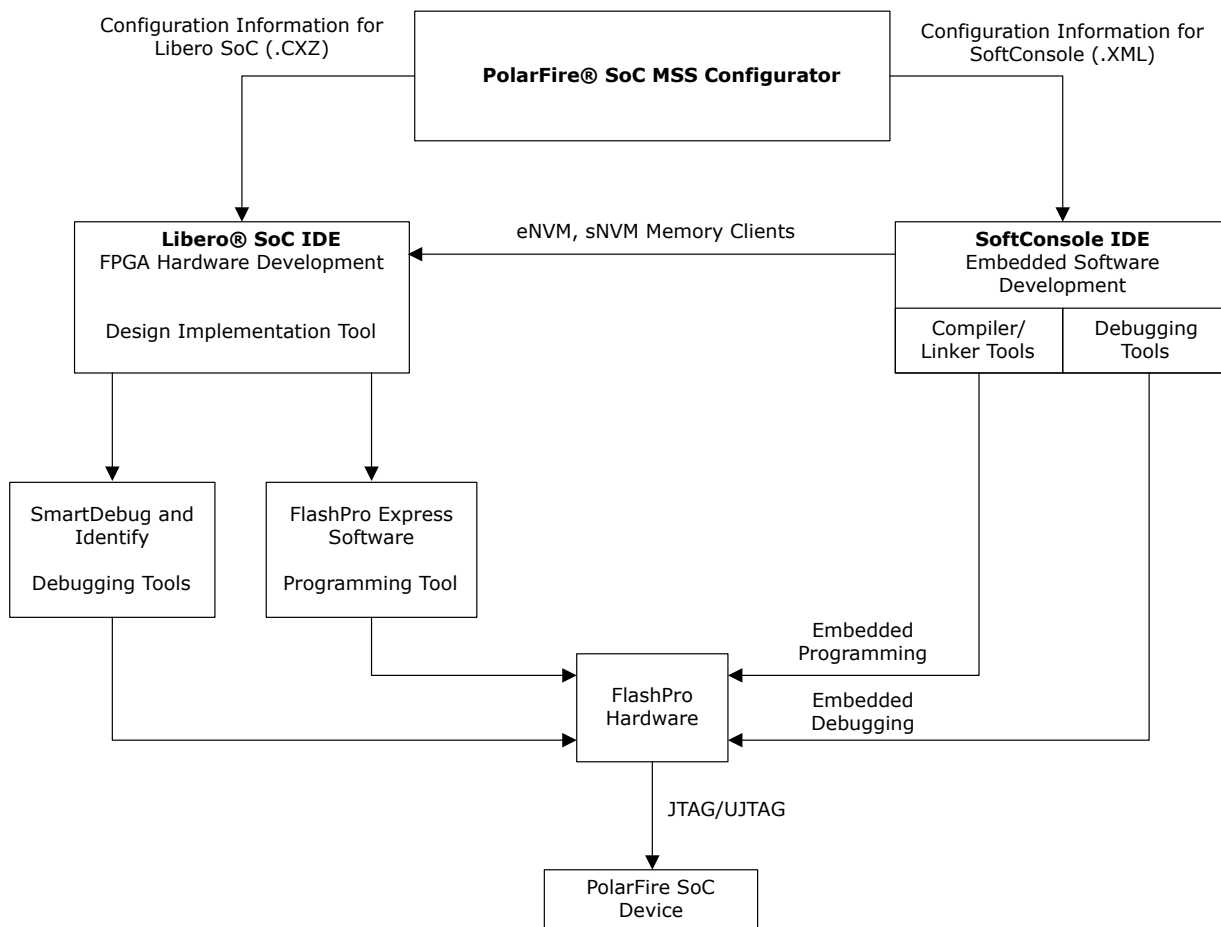 Configuration Information for
Libero SoC (.CXZ)
PolarFire® SoC MSS Configurator
Configuration Information for
SoftConsole (.XML)
Libero® SoC IDE
FPGA Hardware Development
Design Implementation Tool
eNVM, sNVM Memory Clients
SoftConsole IDE
Embedded Software
Development
Compiler/
Linker Tools
Debugging
Tools
SmartDebug and
Identify
Debugging Tools
FlashPro Express
Software
Programming Tool
Embedded
Programming
FlashPro
Hardware
Embedded
Debugging
JTAG/UJTAG
PolarFire SoC
Device